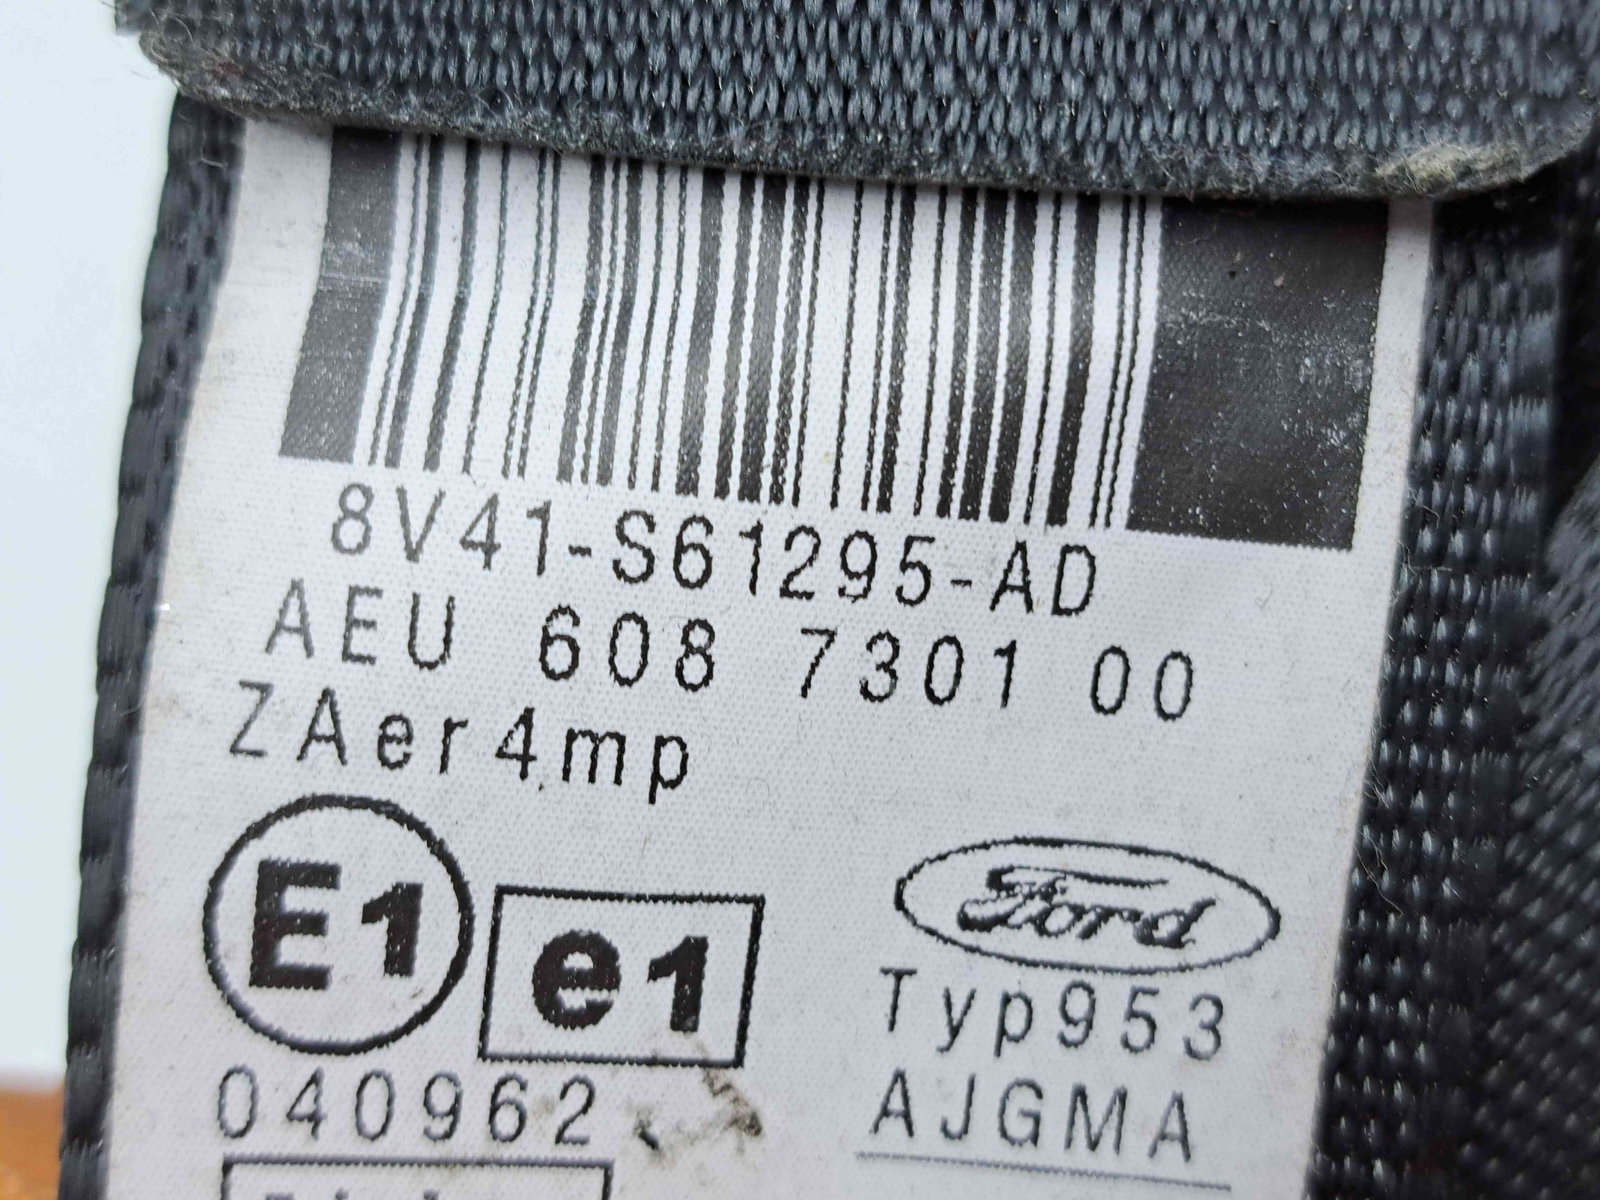 8V41-S61295-AD
AEU 608 7301 00
ZAer4mp
E1
e1
Ford
Typ953
040962
AJGMA